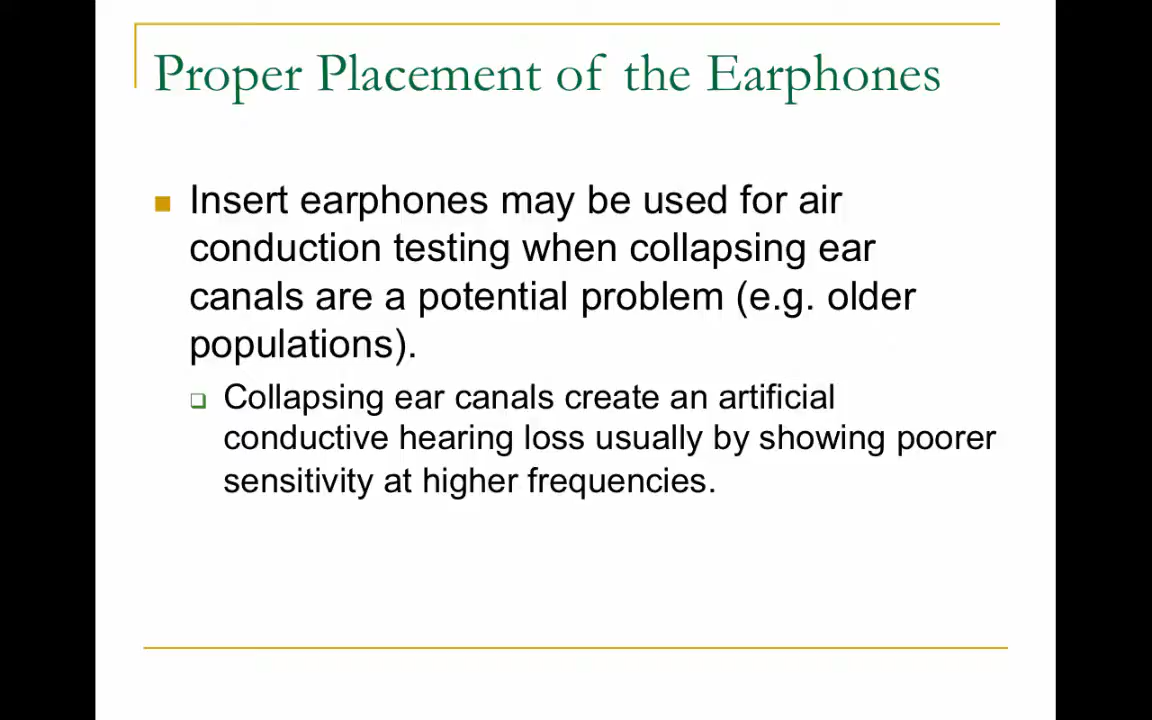 Proper Placement of the Earphones
Insert earphones may be used for air
conduction testing when collapsing ear
canals are a potential problem (e.g. older
populations).
Collapsing ear canals create an artificial
conductive hearing loss usually by showing poorer
sensitivity at higher frequencies.